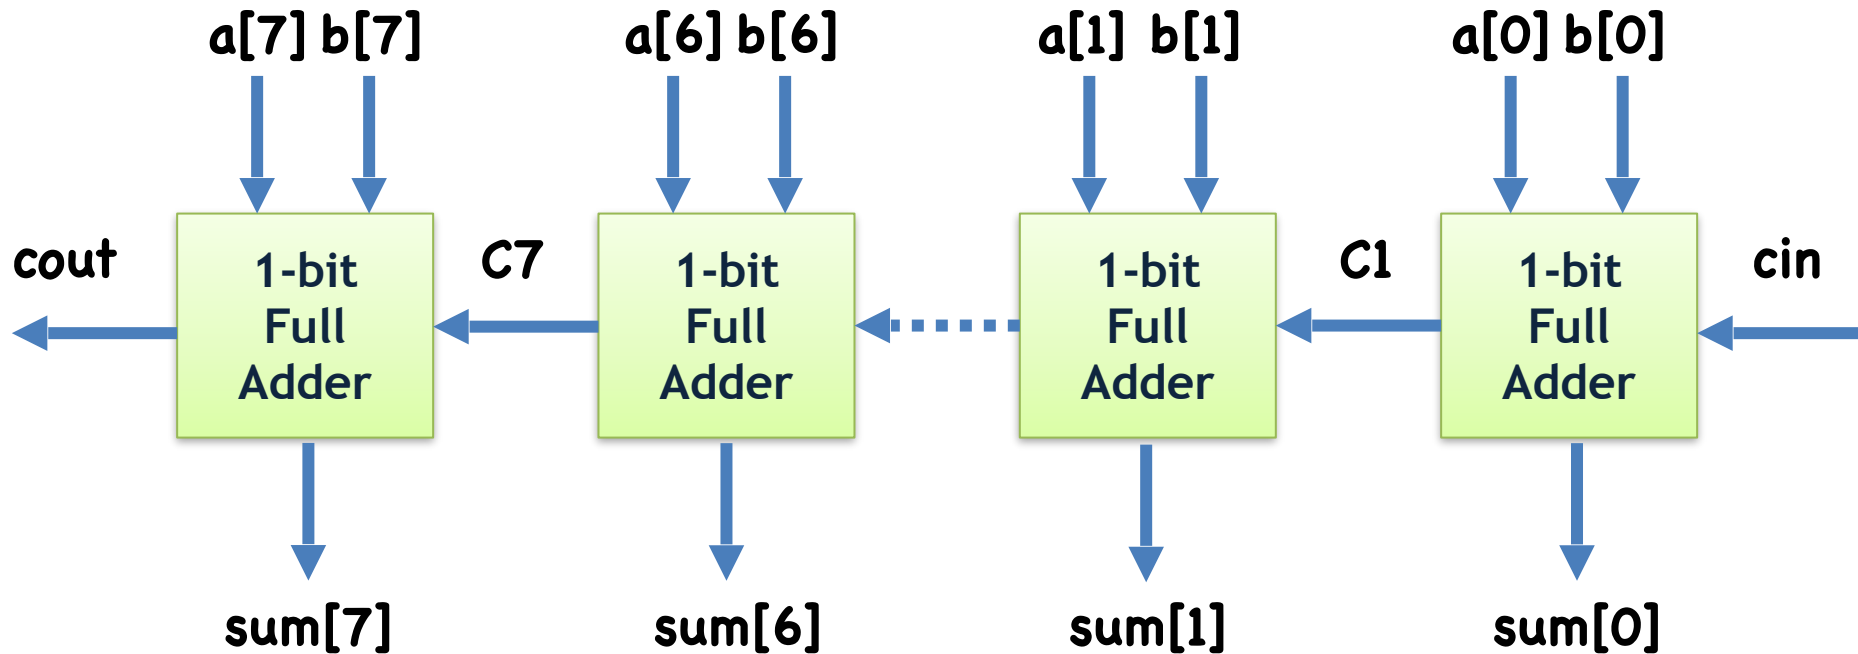 a[7] b[7] a[6] b[6] a[1] b[1] a[0] b[0]
cout C7 C1 cin
1-bit Full Adder
1-bit Full Adder
1-bit Full Adder
1-bit Full Adder
sum[7] sum[6] sum[1] sum[0]